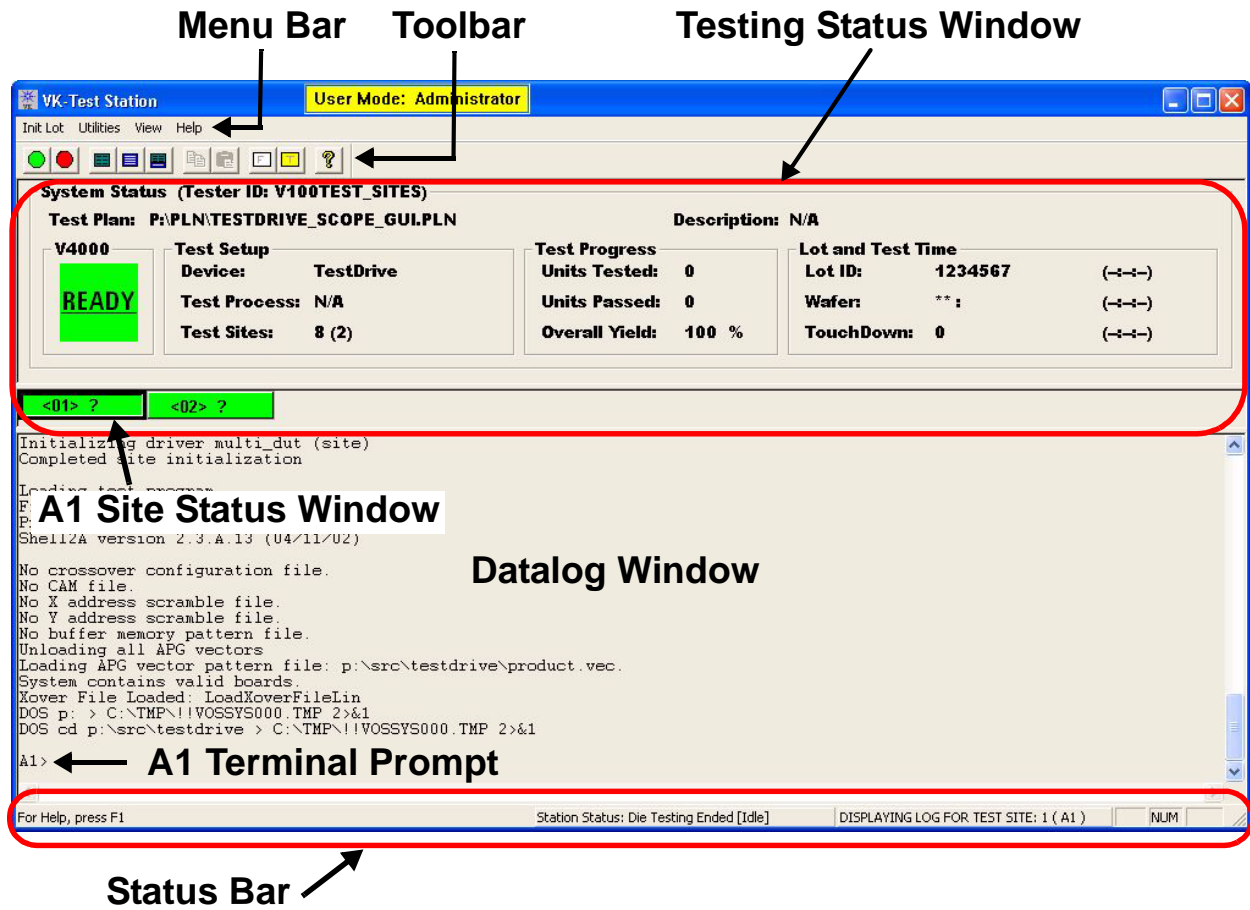 Menu Bar Toolbar Testing Status Window
VK-Test Station User Mode: Administrator
Init Lot Utilities View Help
F T ?
System Status (Tester ID: V100TEST_SITES)
Test Plan: P:\PLN\TESTDRIVE_SCOPE_GUI.PLN Description: N/A
V4000 Test Setup Test Progress Lot and Test Time
Device: TestDrive Units Tested: 0 Lot ID: 1234567 (--:--:--)
READY Test Process: N/A Units Passed: 0 Wafer: ** : (--:--:--)
Test Sites: 8 (2) Overall Yield: 100 % TouchDown: 0 (--:--:--)
<01> ? <02> ?
Initializing driver multi_dut (site)
Completed site initialization
Loading test program
A1 Site Status Window
Shell2A version 2.3.A.13 (04/11/02)
Datalog Window
No crossover configuration file.
No CAM file.
No X address scramble file.
No Y address scramble file.
No buffer memory pattern file.
Unloading all APG vectors
Loading APG vector pattern file: p:\src\testdrive\product.vec.
System contains valid boards.
Xover File Loaded: LoadXoverFileLin
DOS p: > C:\TMP\!!VOSSYS000.TMP 2>&1
DOS cd p:\src\testdrive > C:\TMP\!!VOSSYS000.TMP 2>&1
A1> A1 Terminal Prompt
For Help, press F1 Station Status: Die Testing Ended [Idle] DISPLAYING LOG FOR TEST SITE: 1 ( A1 ) NUM
Status Bar